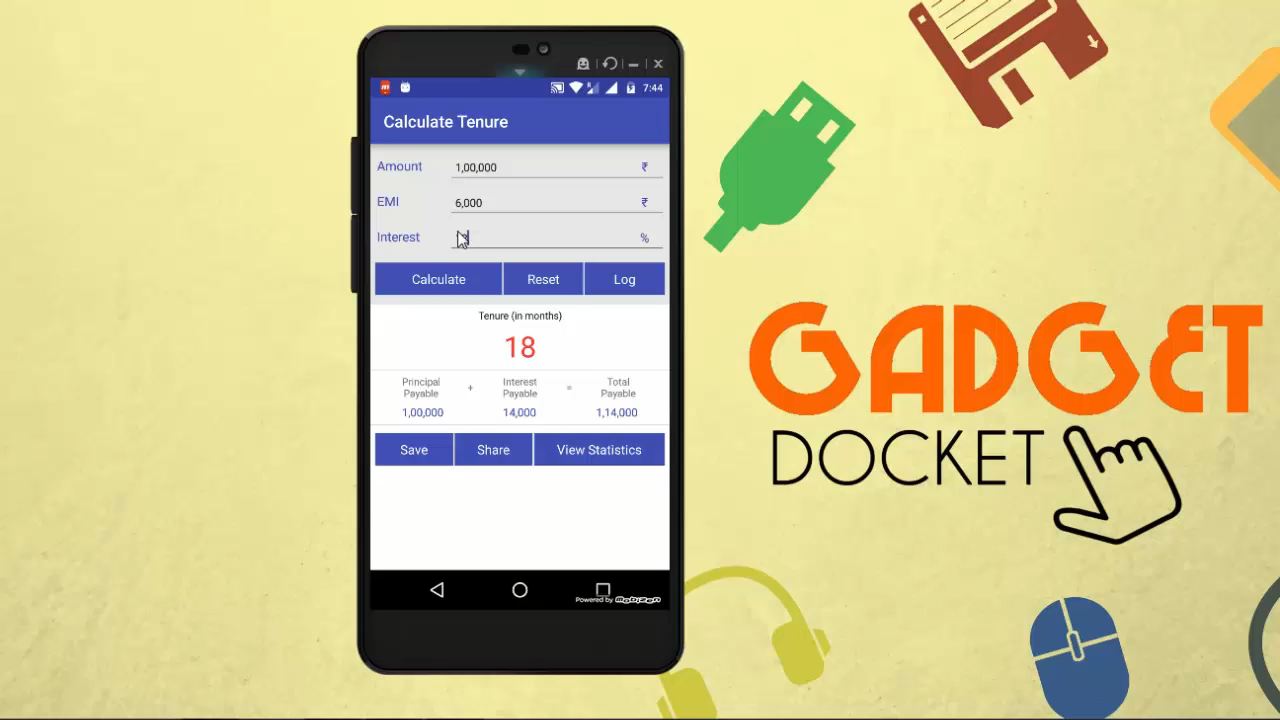 7:44
Calculate Tenure
Amount 1,00,000 ₹
EMI 6,000 ₹
Interest %
Calculate Reset Log
Tenure (in months)
18
Principal Payable + Interest Payable = Total Payable
1,00,000 14,000 1,14,000
Save Share View Statistics
Powered by mobizen
GADGET
DOCKET